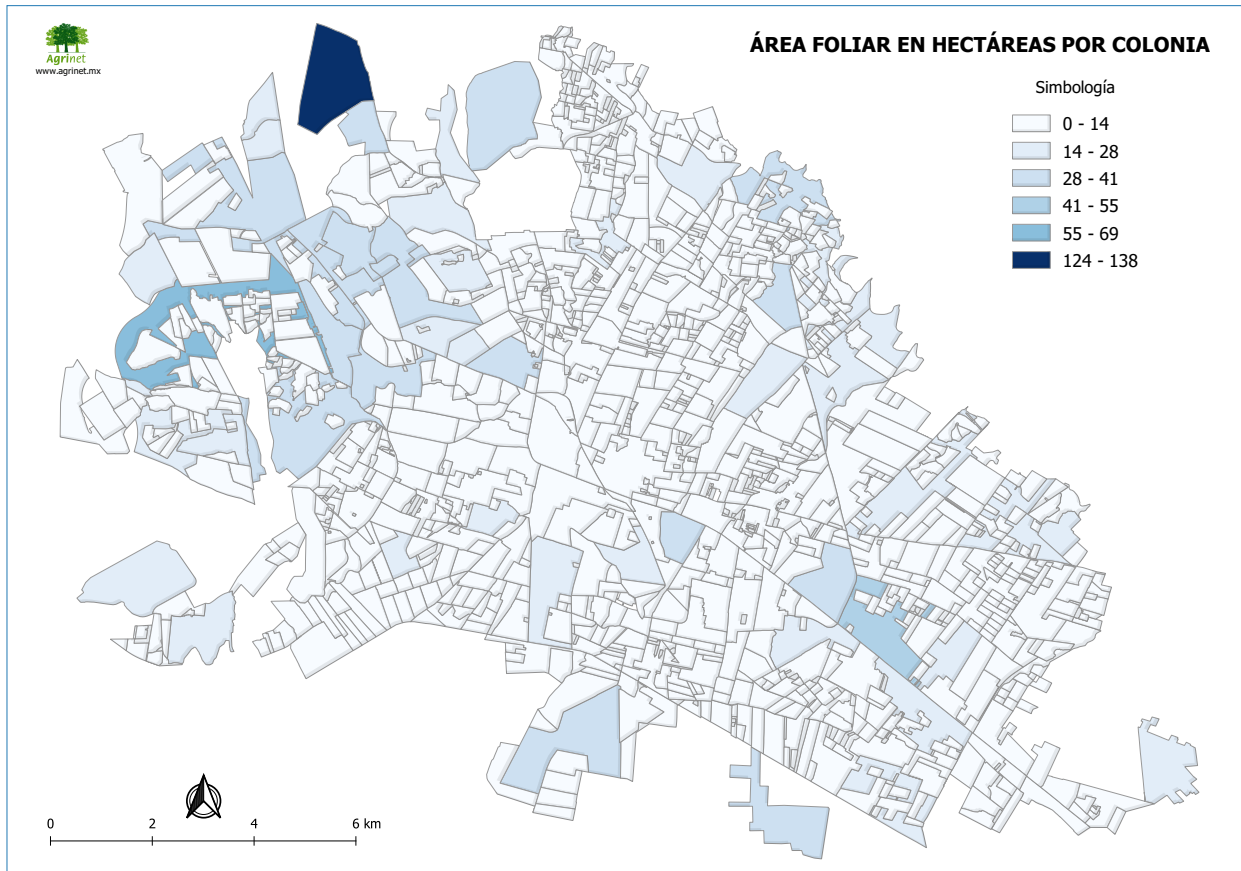 Agrinet
www.agrinet.mx
ÁREA FOLIAR EN HECTÁREAS POR COLONIA
Simbología
0 - 14
14 - 28
28 - 41
41 - 55
55 - 69
124 - 138
0 2 4 6 km